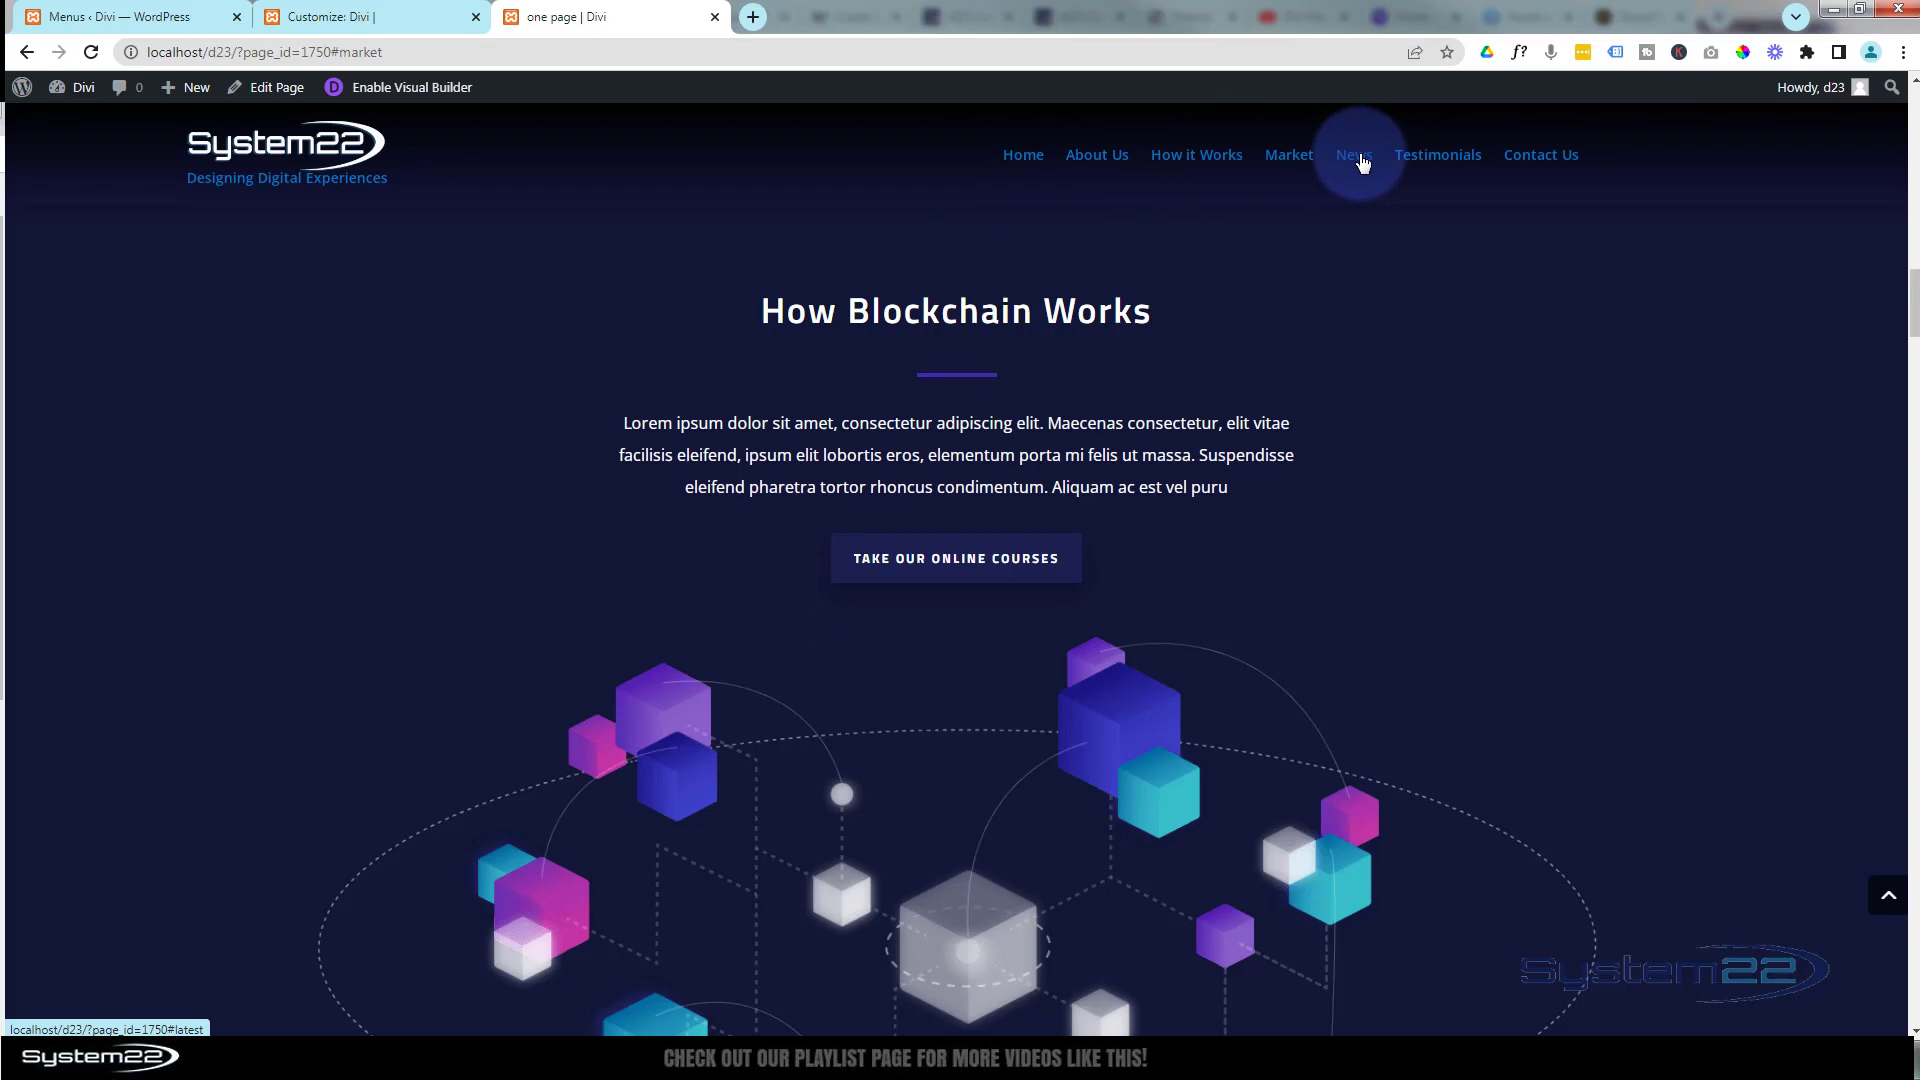 Menus ‹ Divi — WordPress
Customize: Divi |
one page | Divi
localhost/d23/?page_id=1750#market
Divi
0
New
Edit Page
Enable Visual Builder
Howdy, d23
System22
Designing Digital Experiences
Home
About Us
How it Works
Market
News
Testimonials
Contact Us
How Blockchain Works
Lorem ipsum dolor sit amet, consectetur adipiscing elit. Maecenas consectetur, elit vitae
facilisis eleifend, ipsum elit lobortis eros, elementum porta mi felis ut massa. Suspendisse
eleifend pharetra tortor rhoncus condimentum. Aliquam ac est vel puru
TAKE OUR ONLINE COURSES
System22
localhost/d23/?page_id=1750#latest
System22
CHECK OUT OUR PLAYLIST PAGE FOR MORE VIDEOS LIKE THIS!